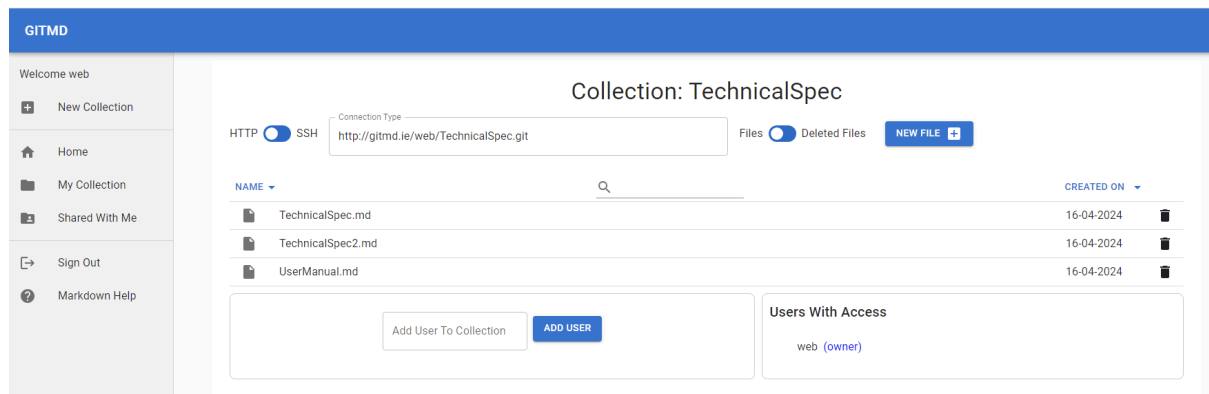 GITMD
Welcome web
New Collection
Home
My Collection
Shared With Me
Sign Out
Markdown Help
Collection: TechnicalSpec
HTTP SSH
Connection Type
http://gitmd.ie/web/TechnicalSpec.git
Files Deleted Files
NEW FILE
NAME CREATED ON
TechnicalSpec.md 16-04-2024
TechnicalSpec2.md 16-04-2024
UserManual.md 16-04-2024
Add User To Collection ADD USER
Users With Access
web (owner)